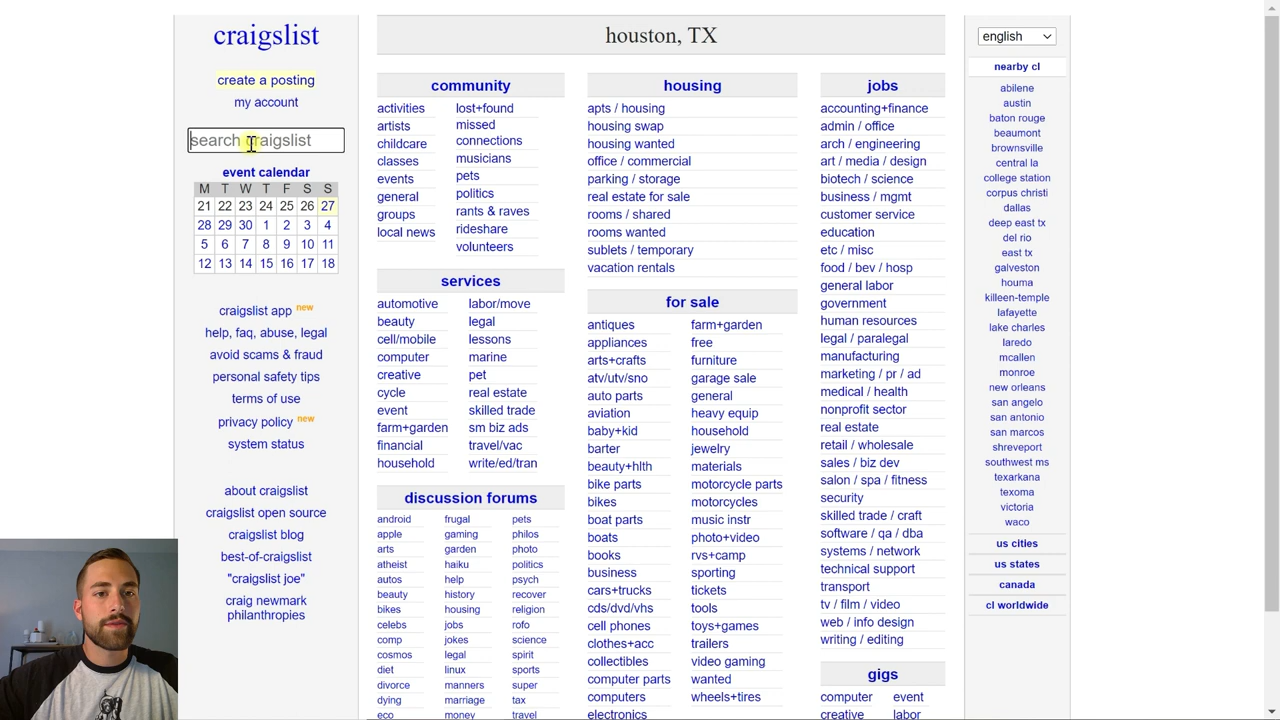 craigslist
create a posting
my account
search craigslist
event calendar
M T W T F S S
21 22 23 24 25 26 27
28 29 30 1 2 3 4
5 6 7 8 9 10 11
12 13 14 15 16 17 18
craigslist app new
help, faq, abuse, legal
avoid scams & fraud
personal safety tips
terms of use
privacy policy new
system status
about craigslist
craigslist open source
craigslist blog
best-of-craigslist
"craigslist joe"
craig newmark
philanthropies
houston, TX
community
activities
artists
childcare
classes
events
general
groups
local news
lost+found
missed
connections
musicians
pets
politics
rants & raves
rideshare
volunteers
services
automotive
beauty
cell/mobile
computer
creative
cycle
event
farm+garden
financial
household
labor/move
legal
lessons
marine
pet
real estate
skilled trade
sm biz ads
travel/vac
write/ed/tran
discussion forums
android
apple
arts
atheist
autos
beauty
bikes
celebs
comp
cosmos
diet
divorce
dying
eco
frugal
gaming
garden
haiku
help
history
housing
jobs
jokes
legal
linux
manners
marriage
money
pets
philos
photo
politics
psych
recover
religion
rofo
science
spirit
sports
super
tax
travel
housing
apts / housing
housing swap
housing wanted
office / commercial
parking / storage
real estate for sale
rooms / shared
rooms wanted
sublets / temporary
vacation rentals
for sale
antiques
appliances
arts+crafts
atv/utv/sno
auto parts
aviation
baby+kid
barter
beauty+hlth
bike parts
bikes
boat parts
boats
books
business
cars+trucks
cds/dvd/vhs
cell phones
clothes+acc
collectibles
computer parts
computers
electronics
farm+garden
free
furniture
garage sale
general
heavy equip
household
jewelry
materials
motorcycle parts
motorcycles
music instr
photo+video
rvs+camp
sporting
tickets
tools
toys+games
trailers
video gaming
wanted
wheels+tires
jobs
accounting+finance
admin / office
arch / engineering
art / media / design
biotech / science
business / mgmt
customer service
education
etc / misc
food / bev / hosp
general labor
government
human resources
legal / paralegal
manufacturing
marketing / pr / ad
medical / health
nonprofit sector
real estate
retail / wholesale
sales / biz dev
salon / spa / fitness
security
skilled trade / craft
software / qa / dba
systems / network
technical support
transport
tv / film / video
web / info design
writing / editing
gigs
computer
creative
event
labor
english
nearby cl
abilene
austin
baton rouge
beaumont
brownsville
central la
college station
corpus christi
dallas
deep east tx
del rio
east tx
galveston
houma
killeen-temple
lafayette
lake charles
laredo
mcallen
monroe
new orleans
san angelo
san antonio
san marcos
shreveport
southwest ms
texarkana
texoma
victoria
waco
us cities
us states
canada
cl worldwide